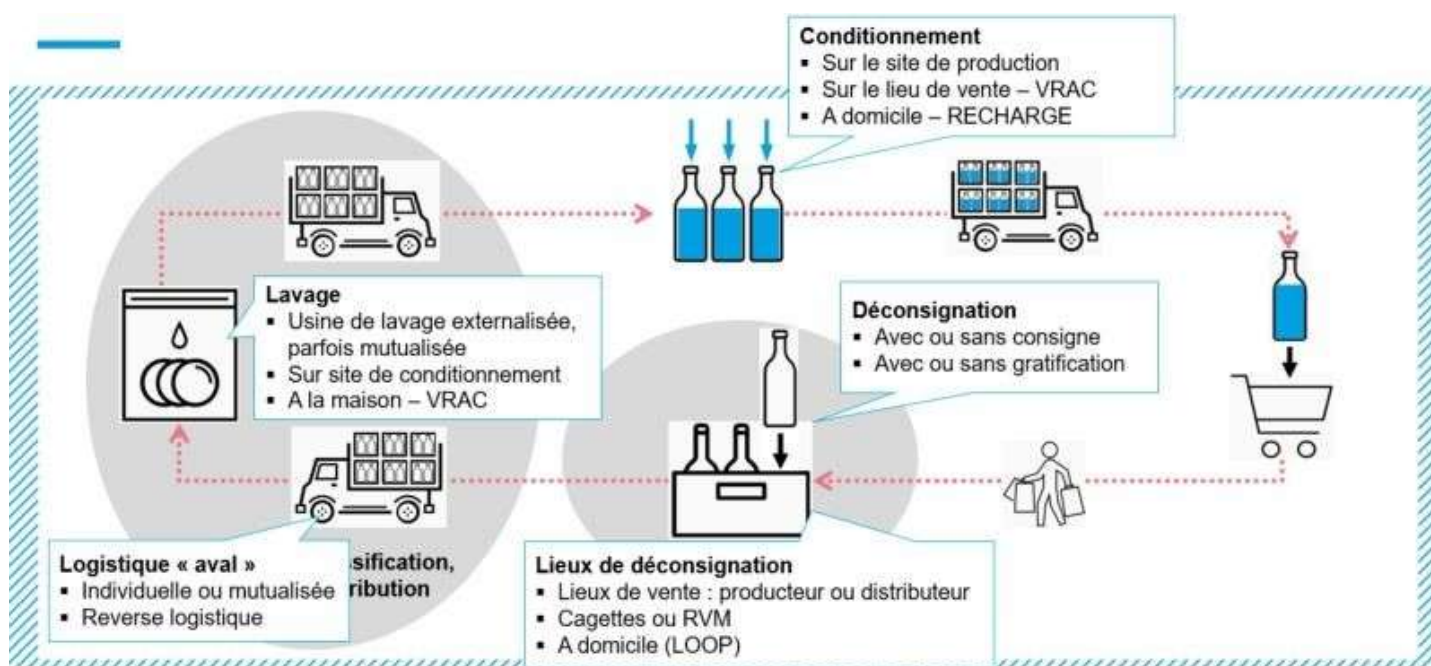 Conditionnement
▪ Sur le site de production
▪ Sur le lieu de vente – VRAC
▪ A domicile – RECHARGE
Lavage
▪ Usine de lavage externalisée,
parfois mutualisée
▪ Sur site de conditionnement
▪ A la maison – VRAC
Déconsignation
▪ Avec ou sans consigne
▪ Avec ou sans gratification
Logistique « aval »
▪ Individuelle ou mutualisée
▪ Reverse logistique
Lieux de déconsignation
▪ Lieux de vente : producteur ou distributeur
▪ Cagettes ou RVM
▪ A domicile (LOOP)